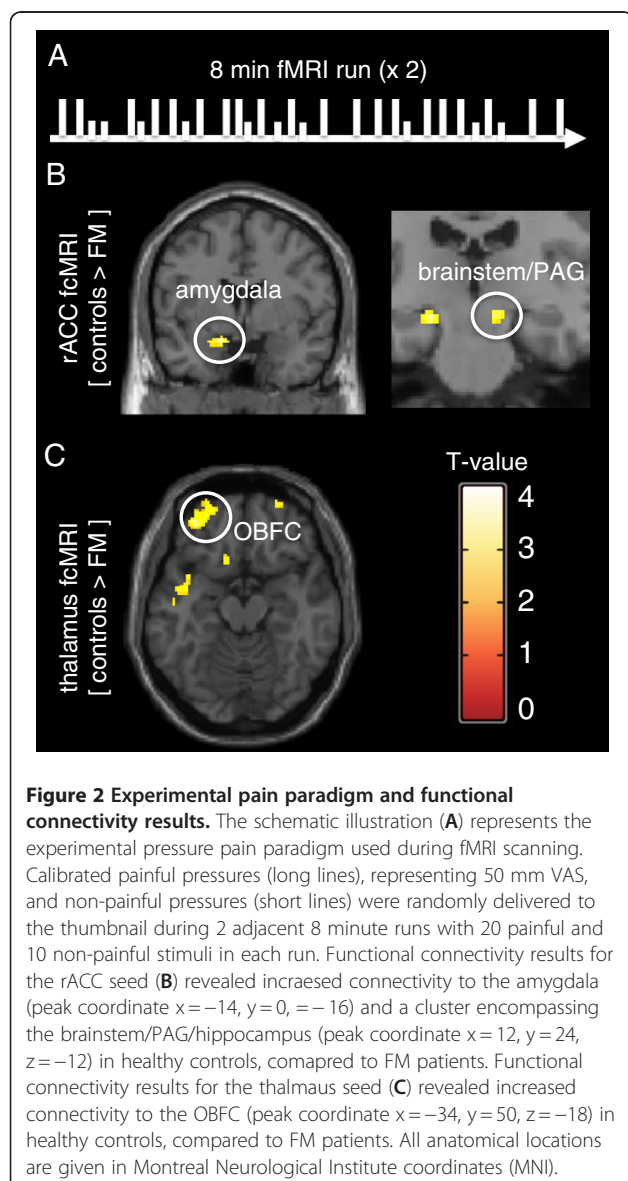 A
8 min fMRI run (x 2)
B
rACC fcMRI
[ controls > FM ]
amygdala
brainstem/PAG
C
thalamus fcMRI
[ controls > FM ]
OBFC
T-value
4
3
2
1
0
Figure 2 Experimental pain paradigm and functional
connectivity results. The schematic illustration (A) represents the
experimental pressure pain paradigm used during fMRI scanning.
Calibrated painful pressures (long lines), representing 50 mm VAS,
and non-painful pressures (short lines) were randomly delivered to
the thumbnail during 2 adjacent 8 minute runs with 20 painful and
10 non-painful stimuli in each run. Functional connectivity results for
the rACC seed (B) revealed incraesed connectivity to the amygdala
(peak coordinate x = −14, y = 0, = − 16) and a cluster encompassing
the brainstem/PAG/hippocampus (peak coordinate x = 12, y = 24,
z = −12) in healthy controls, comapred to FM patients. Functional
connectivity results for the thalmaus seed (C) revealed increased
connectivity to the OBFC (peak coordinate x = −34, y = 50, z = −18) in
healthy controls, compared to FM patients. All anatomical locations
are given in Montreal Neurological Institute coordinates (MNI).